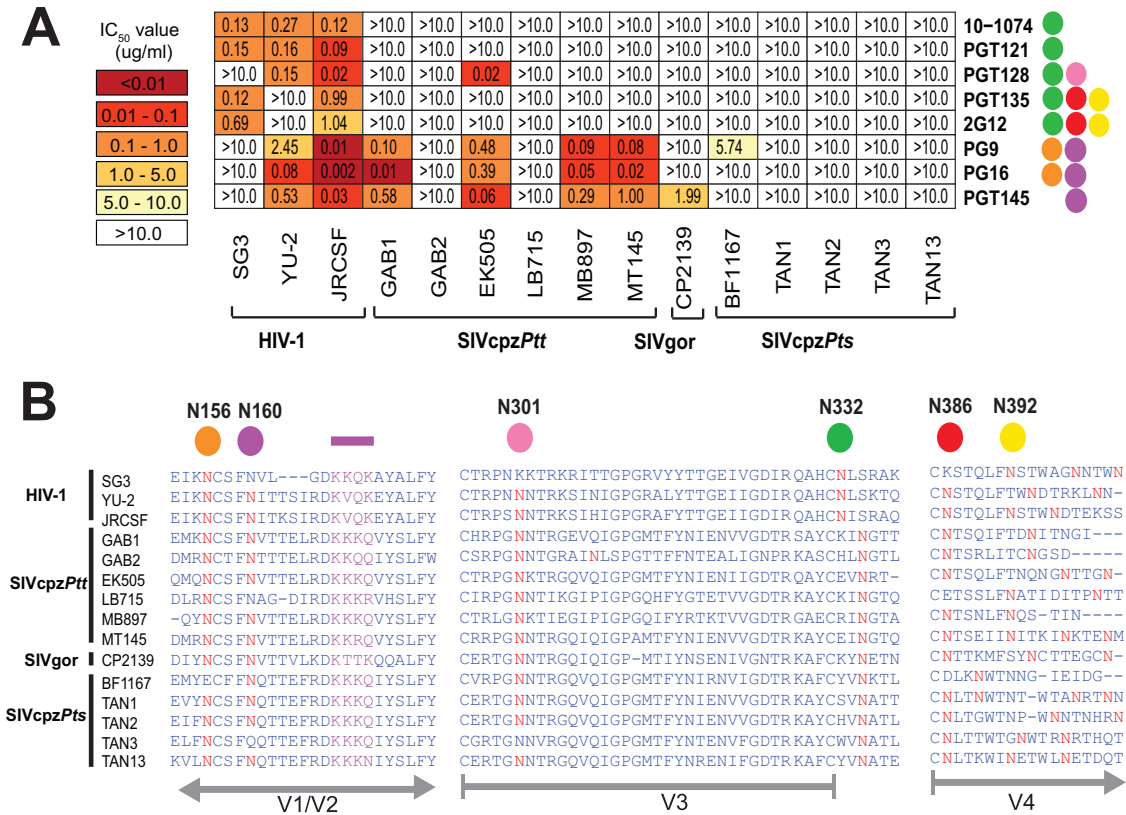 A
IC50 value
(ug/ml)
<0.01
0.01 - 0.1
0.1 - 1.0
1.0 - 5.0
5.0 - 10.0
>10.0
0.13 0.27 0.12 >10.0 >10.0 >10.0 >10.0 >10.0 >10.0 >10.0 >10.0 >10.0 >10.0 >10.0 >10.0 10-1074
0.15 0.16 0.09 >10.0 >10.0 >10.0 >10.0 >10.0 >10.0 >10.0 >10.0 >10.0 >10.0 >10.0 >10.0 PGT121
>10.0 0.15 0.02 >10.0 >10.0 0.02 >10.0 >10.0 >10.0 >10.0 >10.0 >10.0 >10.0 >10.0 >10.0 PGT128
0.12 >10.0 0.99 >10.0 >10.0 >10.0 >10.0 >10.0 >10.0 >10.0 >10.0 >10.0 >10.0 >10.0 >10.0 PGT135
0.69 >10.0 1.04 >10.0 >10.0 >10.0 >10.0 >10.0 >10.0 >10.0 >10.0 >10.0 >10.0 >10.0 >10.0 2G12
>10.0 2.45 0.01 0.10 >10.0 0.48 >10.0 0.09 0.08 >10.0 5.74 >10.0 >10.0 >10.0 >10.0 PG9
>10.0 0.08 0.002 0.01 >10.0 0.39 >10.0 0.05 0.02 >10.0 >10.0 >10.0 >10.0 >10.0 >10.0 PG16
>10.0 0.53 0.03 0.58 >10.0 0.06 >10.0 0.29 1.00 1.99 >10.0 >10.0 >10.0 >10.0 >10.0 PGT145
SG3 YU-2 JRCSF GAB1 GAB2 EK505 LB715 MB897 MT145 CP2139 BF1167 TAN1 TAN2 TAN3 TAN13
HIV-1 SIVcpzPtt SIVgor SIVcpzPts
B
N156 N160 N301 N332 N386 N392
HIV-1
SIVcpzPtt
SIVgor
SIVcpzPts
SG3 EIKNCSFNVL---GDKKQKAYALFY CTRPNKKTRKRITTGPGRVYYTTGEIVGDIRQAHCNLSRAK CKSTQLFNSTWAGNNTWN
YU-2 EIKNCSFNITTSIRDKVQKEYALFY CTRPNNNTRKSINIGPGRALYTTGEIIGDIRQAHCNLSKTQ CNSTQLFTWNDTRKLNN-
JRCSF EIKNCSFNITKSIRDKVQKEYALFY CTRPSNNTRKSIHIGPGRAFYTTGEIIGDIRQAHCNISRAQ CNSTQLFNSTWNDTEKSS
GAB1 EMKNCSFNVTTELRDKKKQVYSLFY CHRPGNNTRGEVQIGPGMTFYNIENVVGDTRSAYCKINGTT CNTSQIFTDNITNGI---
GAB2 DMRNCTFNTTTELRDKKQQIYSLFW CSRPGNNTGRAINLSPGTTFFNTEALIGNPRKASCHLNGTL CNTSRLITCNGSD-----
EK505 QMQNCSFNVTTELRDKKKQVYSLFY CTRPGNKTRGQVQIGPGMTFYNIENIVGDTRQAYCEVNRT- CNTSQLFTNQNGNTTGN-
LB715 DLRNCSFNAG-DIRDKKKRVHSLFY CIRPGNNTKIGIPIGPGQHFYGTETVVGDTRQAYCKINGTK CETSSLFNATIDITPNTT
MB897 -QYNCSFNVTTELRDKKKQVYSLFY CTRLGNKTIEGIPIGPGQIFYRTKTVVGDTRGAECRINGTA CNTSNLFNQS-TIN----
MT145 DMRNCSFNVTTELRDKKRQVYSLFY CRRPGNNTRGQIQIGPAMTFYNIENVVGDTRQAYCEINGTQ CNTSEIINITKINKTENM
CP2139 DIYNCSFNVTTVLKDKTTKQQALFY CERTGNNTRGQIQIGP-MTIYNSENIVGNTRKAFCKYNETN CNTTKMFSYNCTTEGCN-
BF1167 EMYECFFNQTTEFRDKKKQIYSLFY CVRPGNNTRGQVQIGPGMTFYNIRNVIGDTRKAYCYVNKTL CDLKNWTNNG-IEIDG--
TAN1 EVYNCSFNQTTEFRDKKKQIYSLFY CERTGNNTRGQVQIGPGMTFYNIENVVGDTRKAYCSVNATT CNLTNWTNT-WTANRTNN
TAN2 EIFNCSFNQTTEFRDKKKQIYSLFY CERTGNNTRGQVQIGPGMTFYNIENVVGDTRKAYCHVNATL CNLTGWTNP-WNNTNHRN
TAN3 ELFNCSFQQTTEFRDKKKQIYSLFY CGRTGNNVRGQVQIGPGMTFYNTENVFGDTRKAYCWVNATL CNLTTWTGNWTRNRTHQT
TAN13 KVLNCSFNQTTEFRDKKKNIYSLFY CERTGNNTRGQVQIGPGMTFYNRENIVGDTRKAFCYVNATE CNLTKWINETWLNETDQT
V1/V2 V3 V4